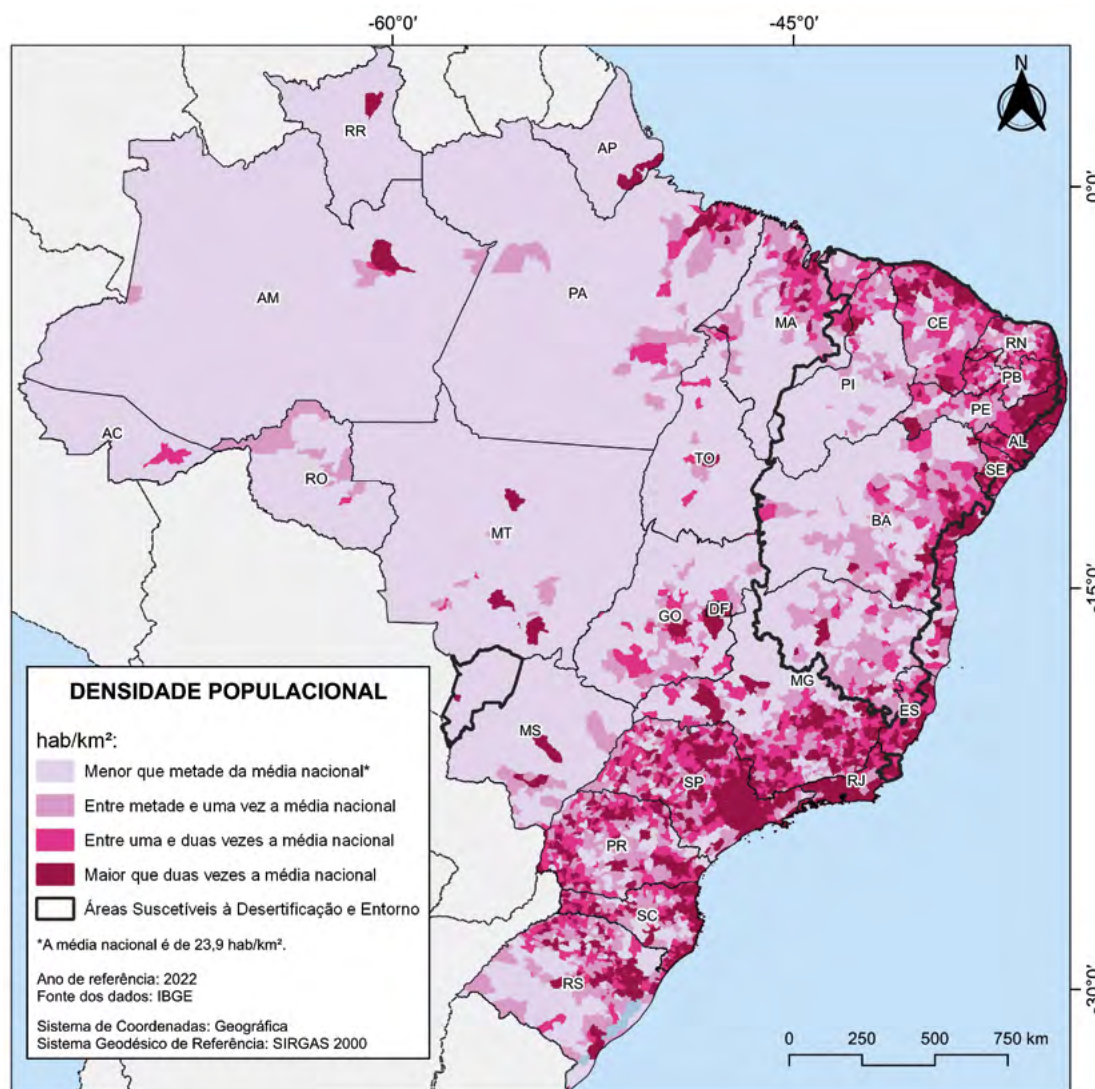 -60°0'
-45°0'
N
RR
AP
0°0'
AM
PA
MA
CE
RN
PB
PI
PE
AC
AL
TO
SE
RO
BA
MT
-15°0'
GO
DF
MG
ES
MS
SP
RJ
PR
SC
RS
-30°0'
DENSIDADE POPULACIONAL
hab/km²:
Menor que metade da média nacional*
Entre metade e uma vez a média nacional
Entre uma e duas vezes a média nacional
Maior que duas vezes a média nacional
Áreas Suscetíveis à Desertificação e Entorno
*A média nacional é de 23,9 hab/km².
Ano de referência: 2022
Fonte dos dados: IBGE
Sistema de Coordenadas: Geográfica
Sistema Geodésico de Referência: SIRGAS 2000
0 250 500 750 km